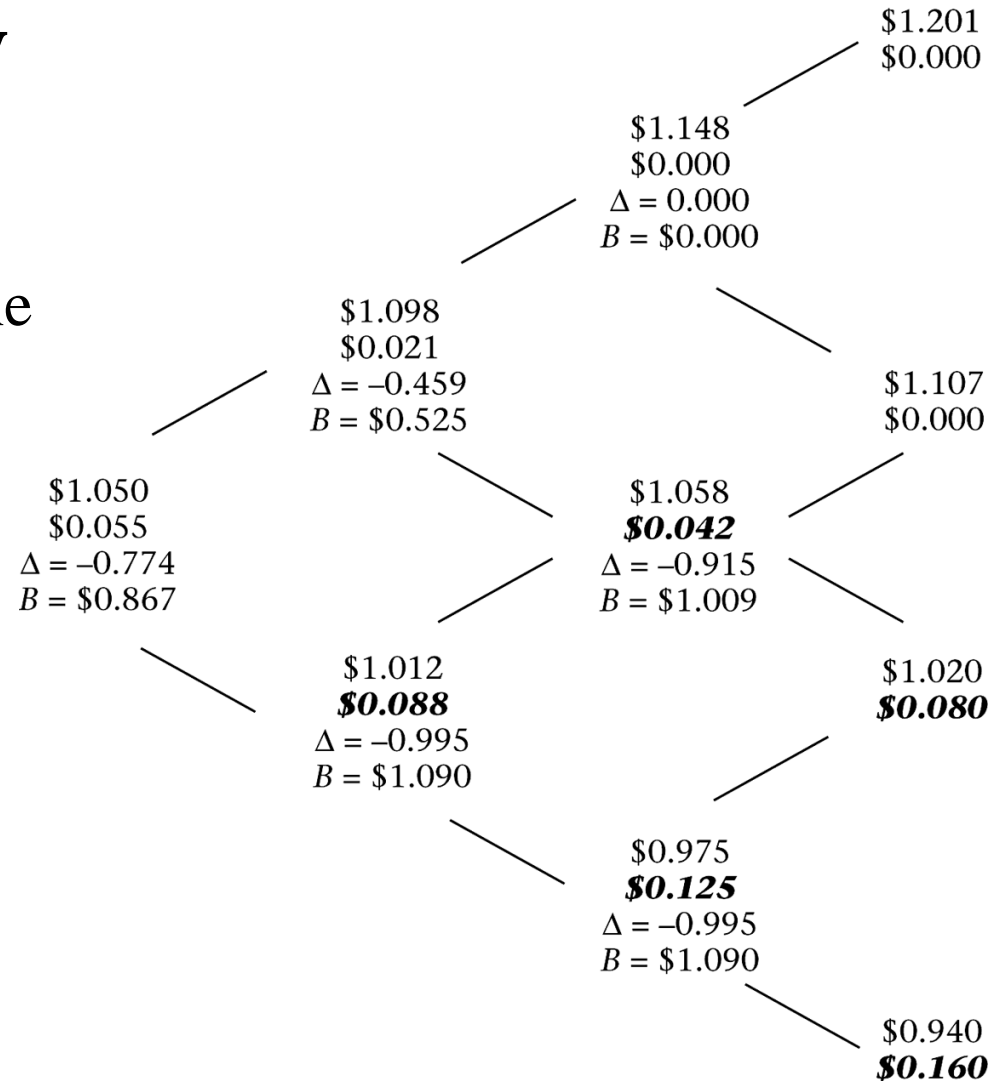 $1.201
$0.000
$1.148
$0.000
Δ = 0.000
B = $0.000
$1.098
$0.021
Δ = –0.459
B = $0.525
$1.107
$0.000
$1.050
$0.055
Δ = –0.774
B = $0.867
$1.058
$0.042
Δ = –0.915
B = $1.009
$1.012
$0.088
Δ = –0.995
B = $1.090
$1.020
$0.080
$0.975
$0.125
Δ = –0.995
B = $1.090
$0.940
$0.160